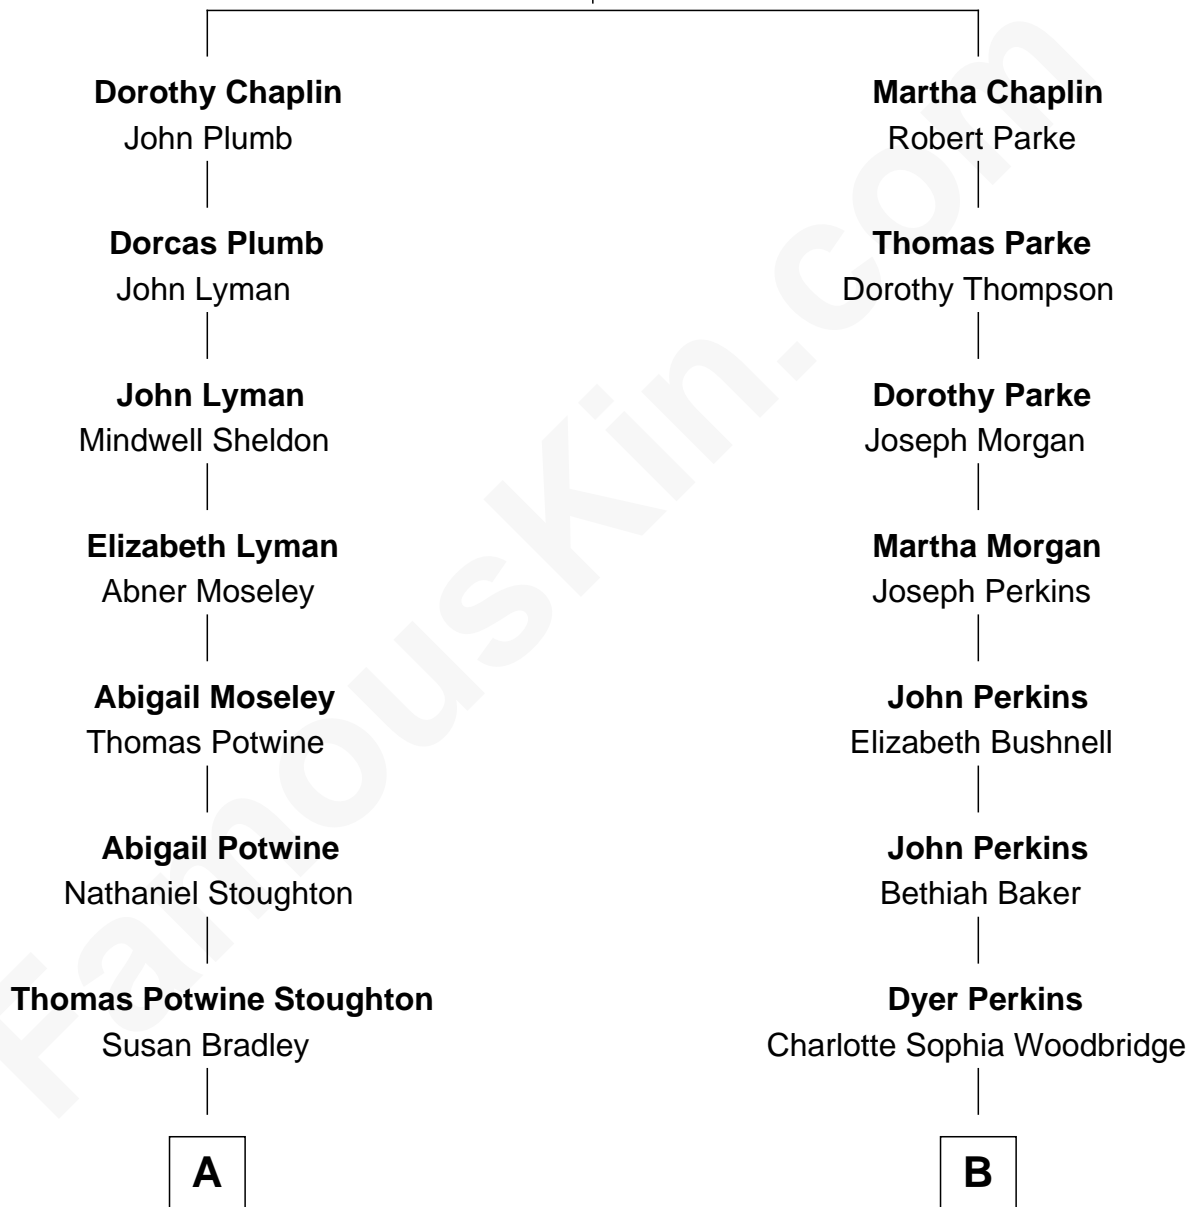 Dorothy Chaplin
John Plumb
Dorcas Plumb
John Lyman
John Lyman
Mindwell Sheldon
Elizabeth Lyman
Abner Moseley
Abigail Moseley
Thomas Potwine
Abigail Potwine
Nathaniel Stoughton
Thomas Potwine Stoughton
Susan Bradley
A
Martha Chaplin
Robert Parke
Thomas Parke
Dorothy Thompson
Dorothy Parke
Joseph Morgan
Martha Morgan
Joseph Perkins
John Perkins
Elizabeth Bushnell
John Perkins
Bethiah Baker
Dyer Perkins
Charlotte Sophia Woodbridge
B
FamousKin.com